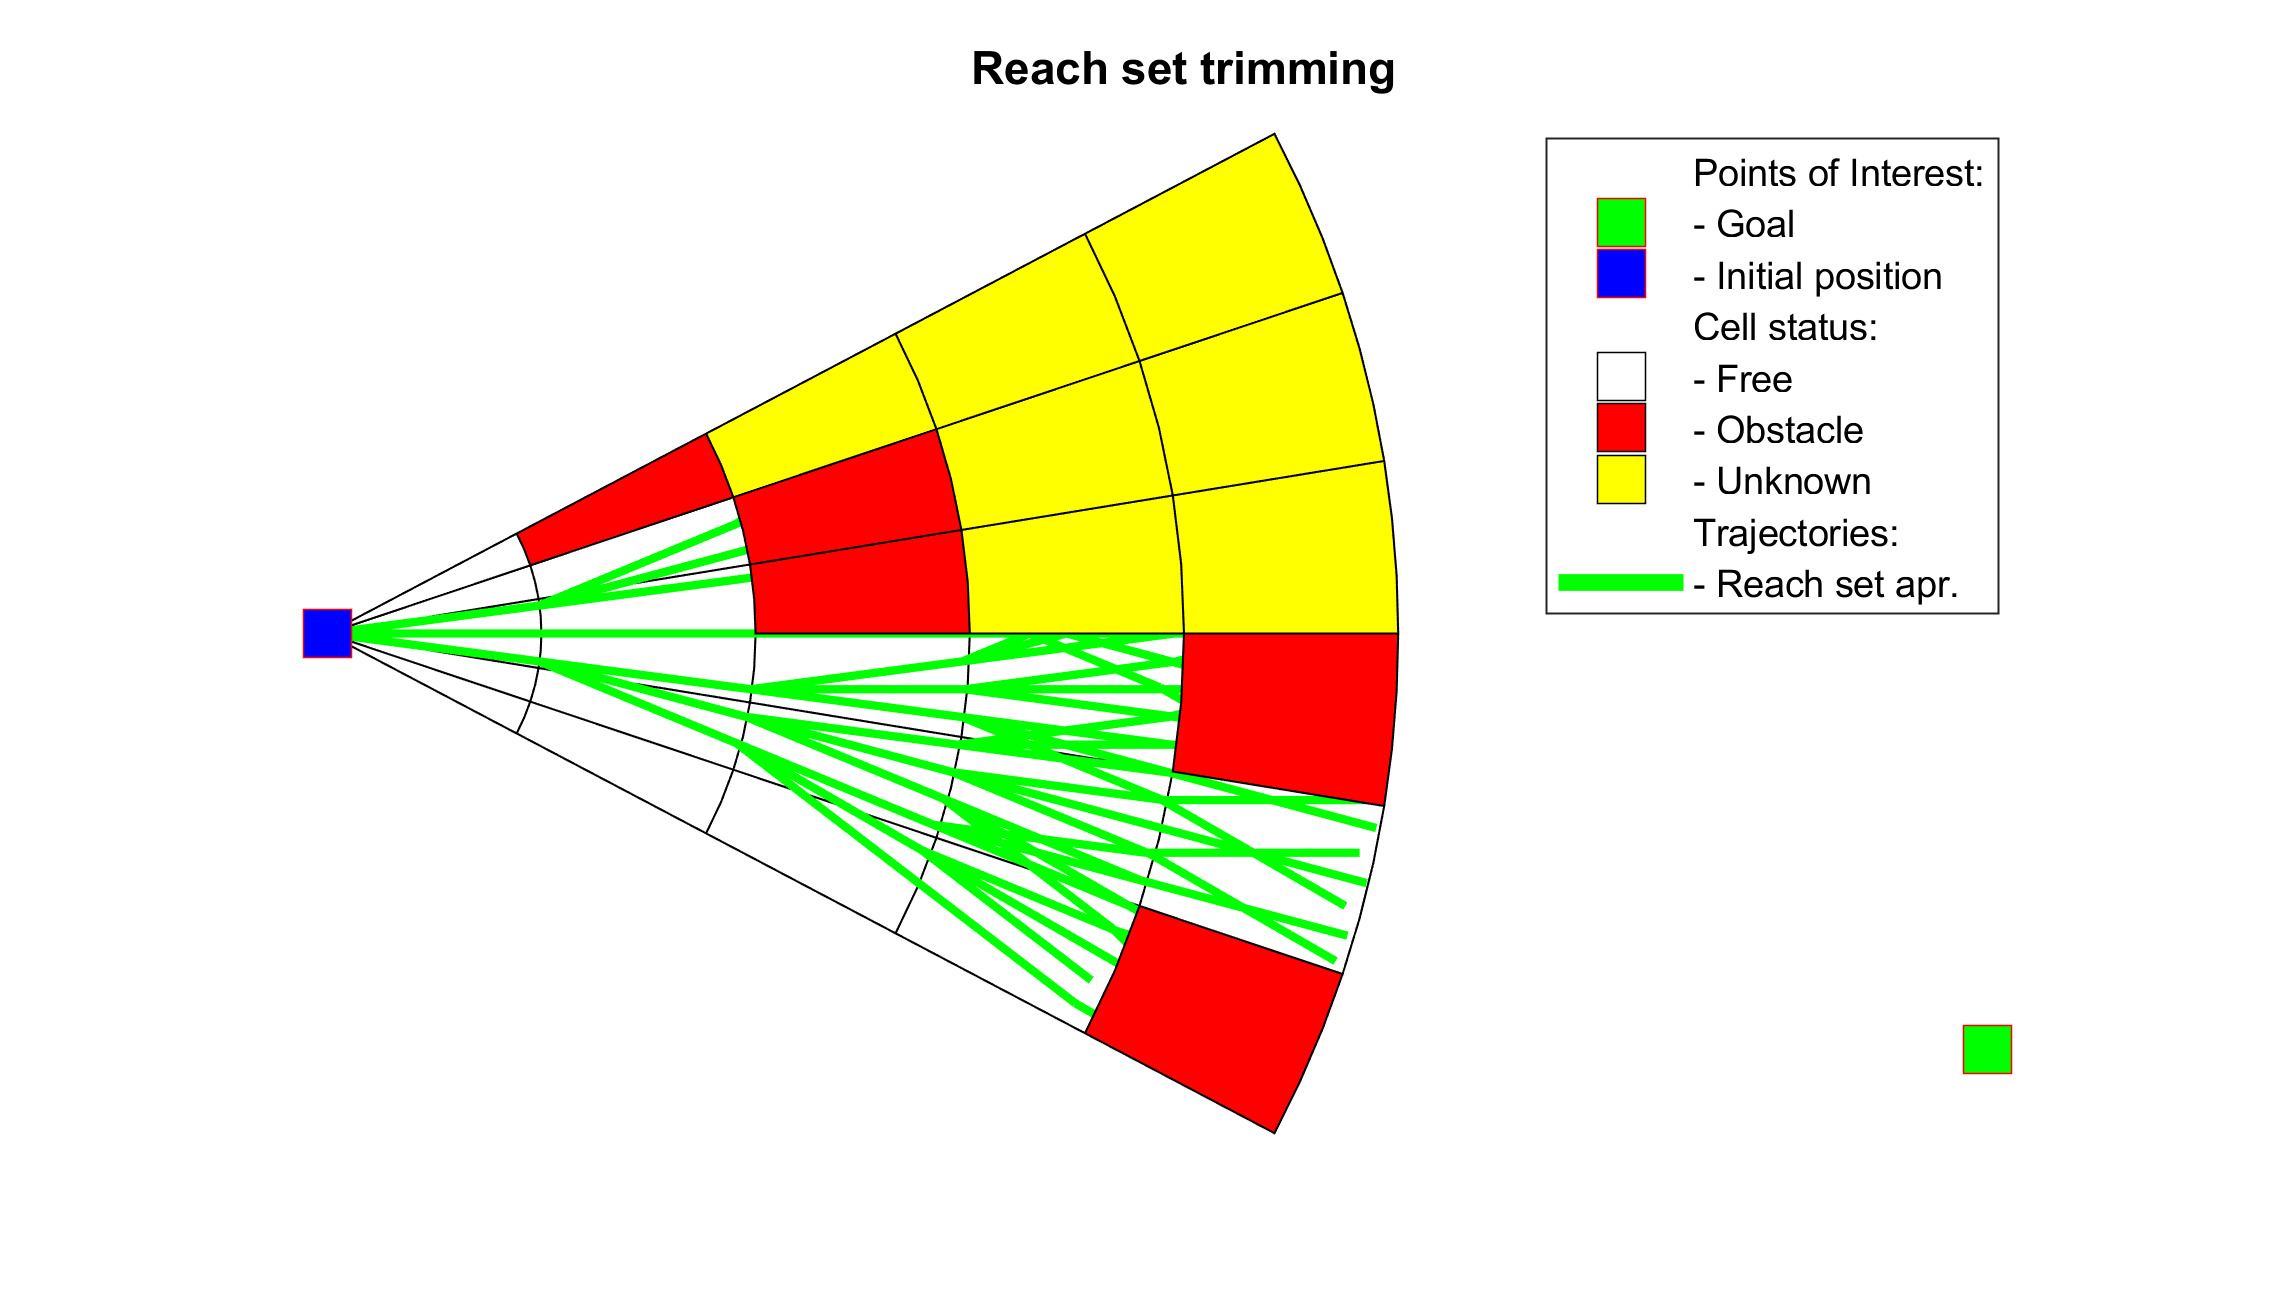 Reach set trimming
Points of Interest:
- Goal
- Initial position
Cell status:
- Free
- Obstacle
- Unknown
Trajectories:
- Reach set apr.